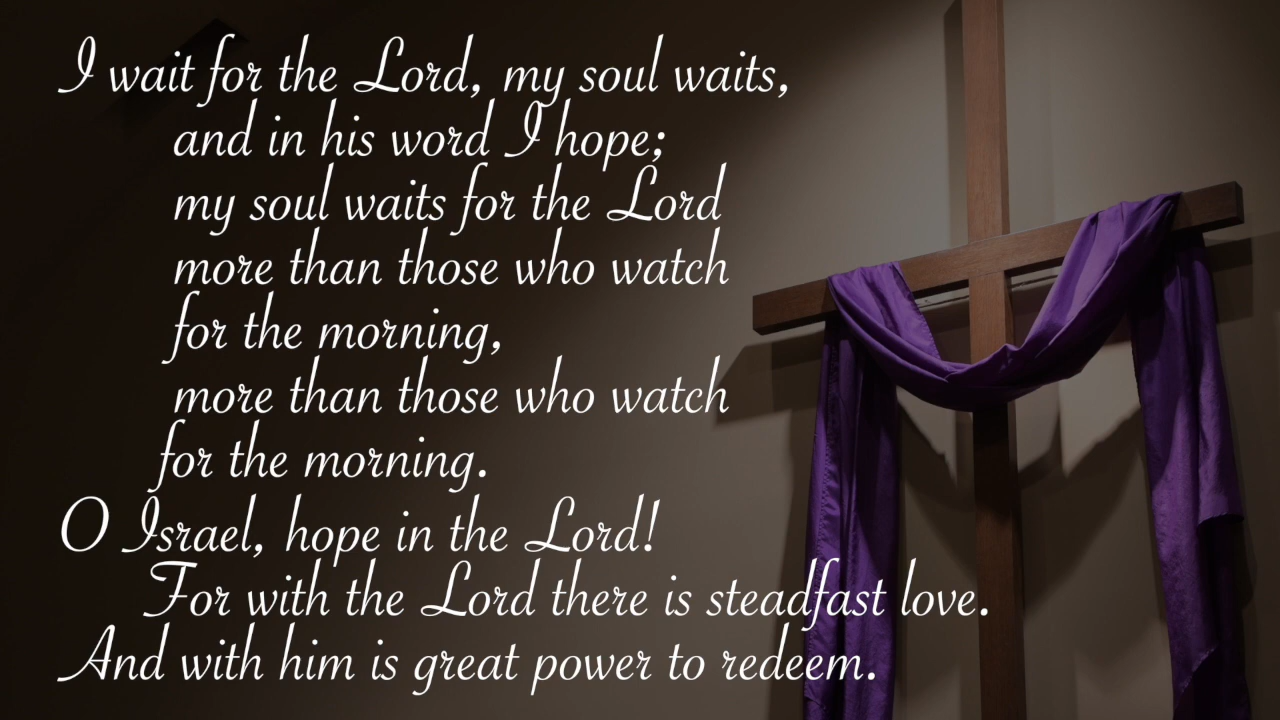 I wait for the Lord, my soul waits,
and in his word I hope;
my soul waits for the Lord
more than those who watch
for the morning,
more than those who watch
for the morning.
O Israel, hope in the Lord!
For with the Lord there is steadfast love.
And with him is great power to redeem.